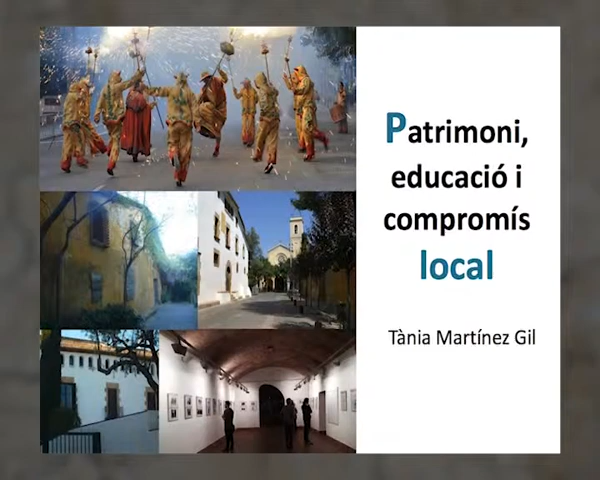 Patrimoni,
educació i
compromís
local
Tània Martínez Gil